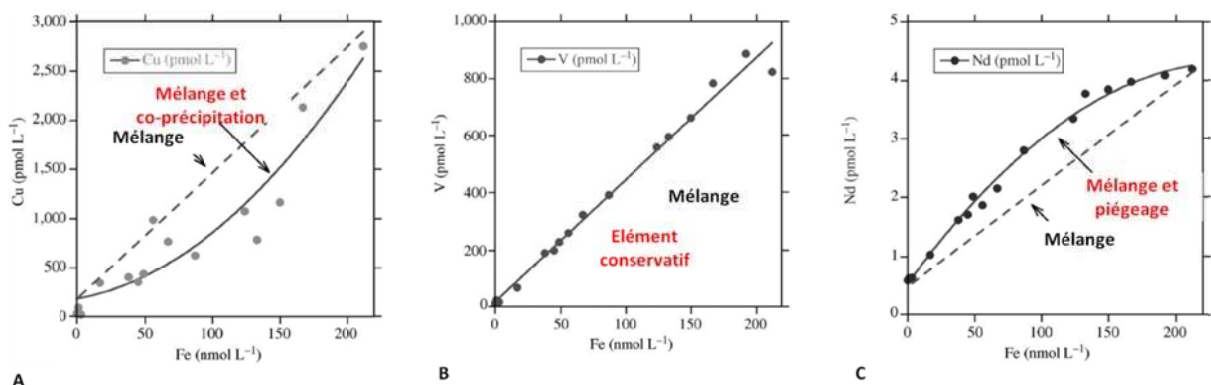 3,000
2,500
2,000
1,500
1,000
500
0
Cu (pmol L⁻¹)
Cu (pmol L⁻¹)
Mélange et
co-précipitation
Mélange
0 50 100 150 200
Fe (nmol L⁻¹)
A
1,000
800
600
400
200
0
V (pmol L⁻¹)
V (pmol L⁻¹)
Mélange
Elément
conservatif
0 50 100 150 200
Fe (nmol L⁻¹)
B
5
4
3
2
1
0
Nd (pmol L⁻¹)
Nd (pmol L⁻¹)
Mélange et
piégeage
Mélange
0 50 100 150 200
Fe (nmol L⁻¹)
C